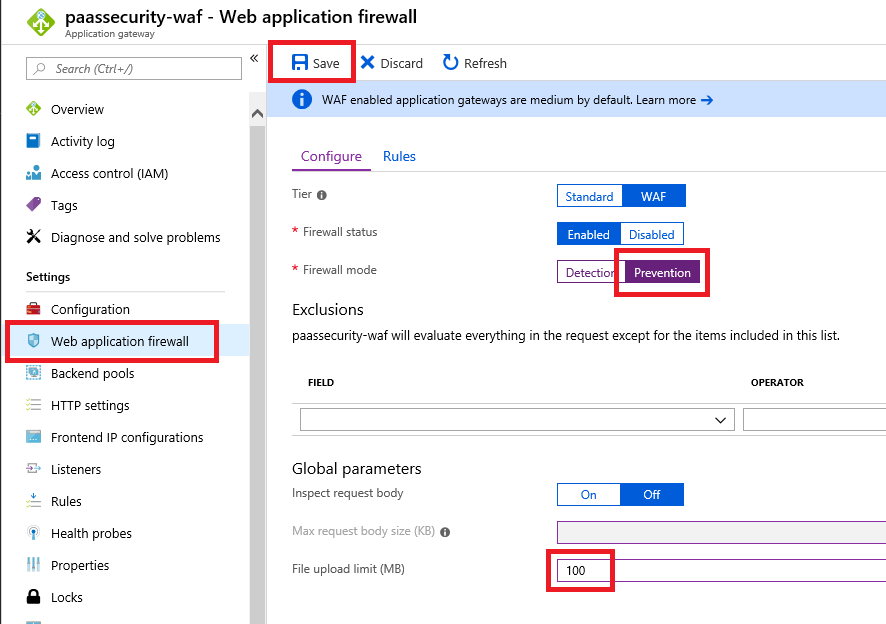 paassecurity-waf - Web application firewall
Application gateway
Search (Ctrl+/)
«
Overview
Activity log
Access control (IAM)
Tags
Diagnose and solve problems
Settings
Configuration
Web application firewall
Backend pools
HTTP settings
Frontend IP configurations
Listeners
Rules
Health probes
Properties
Locks
Save Discard Refresh
WAF enabled application gateways are medium by default. Learn more →
Configure Rules
Tier Standard WAF
* Firewall status Enabled Disabled
* Firewall mode Detection Prevention
Exclusions
paassecurity-waf will evaluate everything in the request except for the items included in this list.
FIELD OPERATOR
Global parameters
Inspect request body On Off
Max request body size (KB)
File upload limit (MB) 100